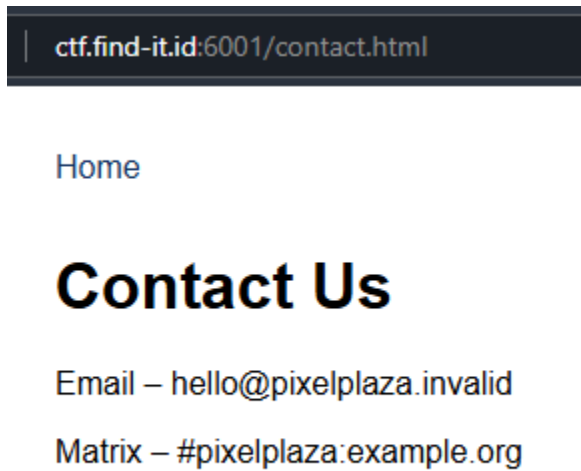 ctf.find-it.id:6001/contact.html
Home
Contact Us
Email – hello@pixelplaza.invalid
Matrix – #pixelplaza:example.org